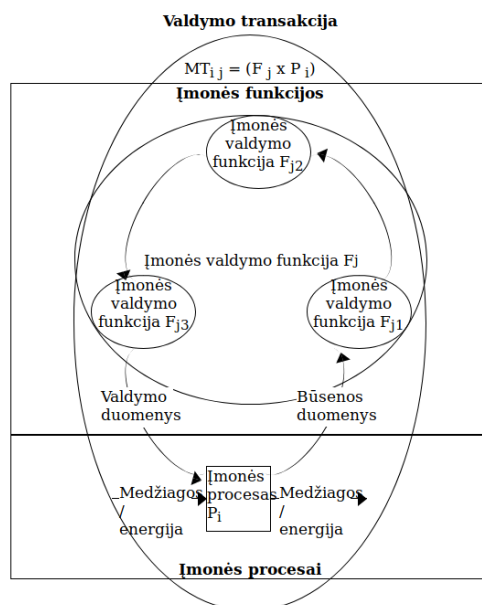 Valdymo transakcija
MTi j = (F j x P i)
Įmonės funkcijos
Įmonės
valdymo
funkcija Fj2
Įmonės valdymo funkcija Fj
Įmonės
valdymo
funkcija Fj3
Įmonės
valdymo
funkcija Fj1
Valdymo
duomenys
Būsenos
duomenys
Medžiagos
/
energija
Įmonės
procesas
Pi
Medžiagos
/
energija
Įmonės procesai